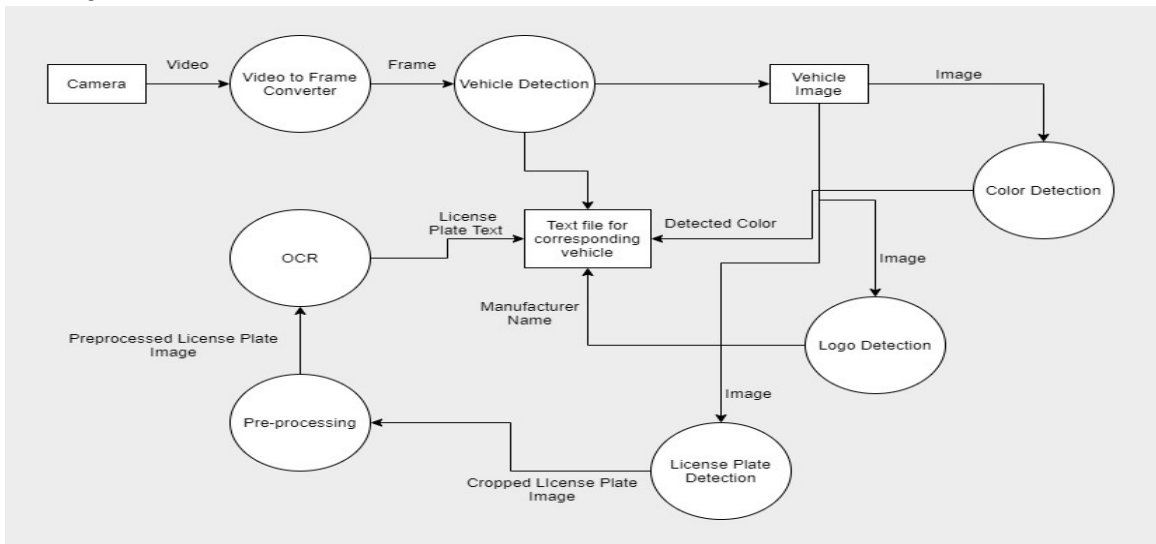 Video
Frame
Image
Camera
Video to Frame
Converter
Vehicle Detection
Vehicle
Image
Color Detection
License
Plate Text
Text file for
corresponding
vehicle
Detected Color
OCR
Image
Manufacturer
Name
Preprocessed License Plate
Image
Logo Detection
Image
Pre-processing
License Plate
Detection
Cropped LIcense Plate
Image